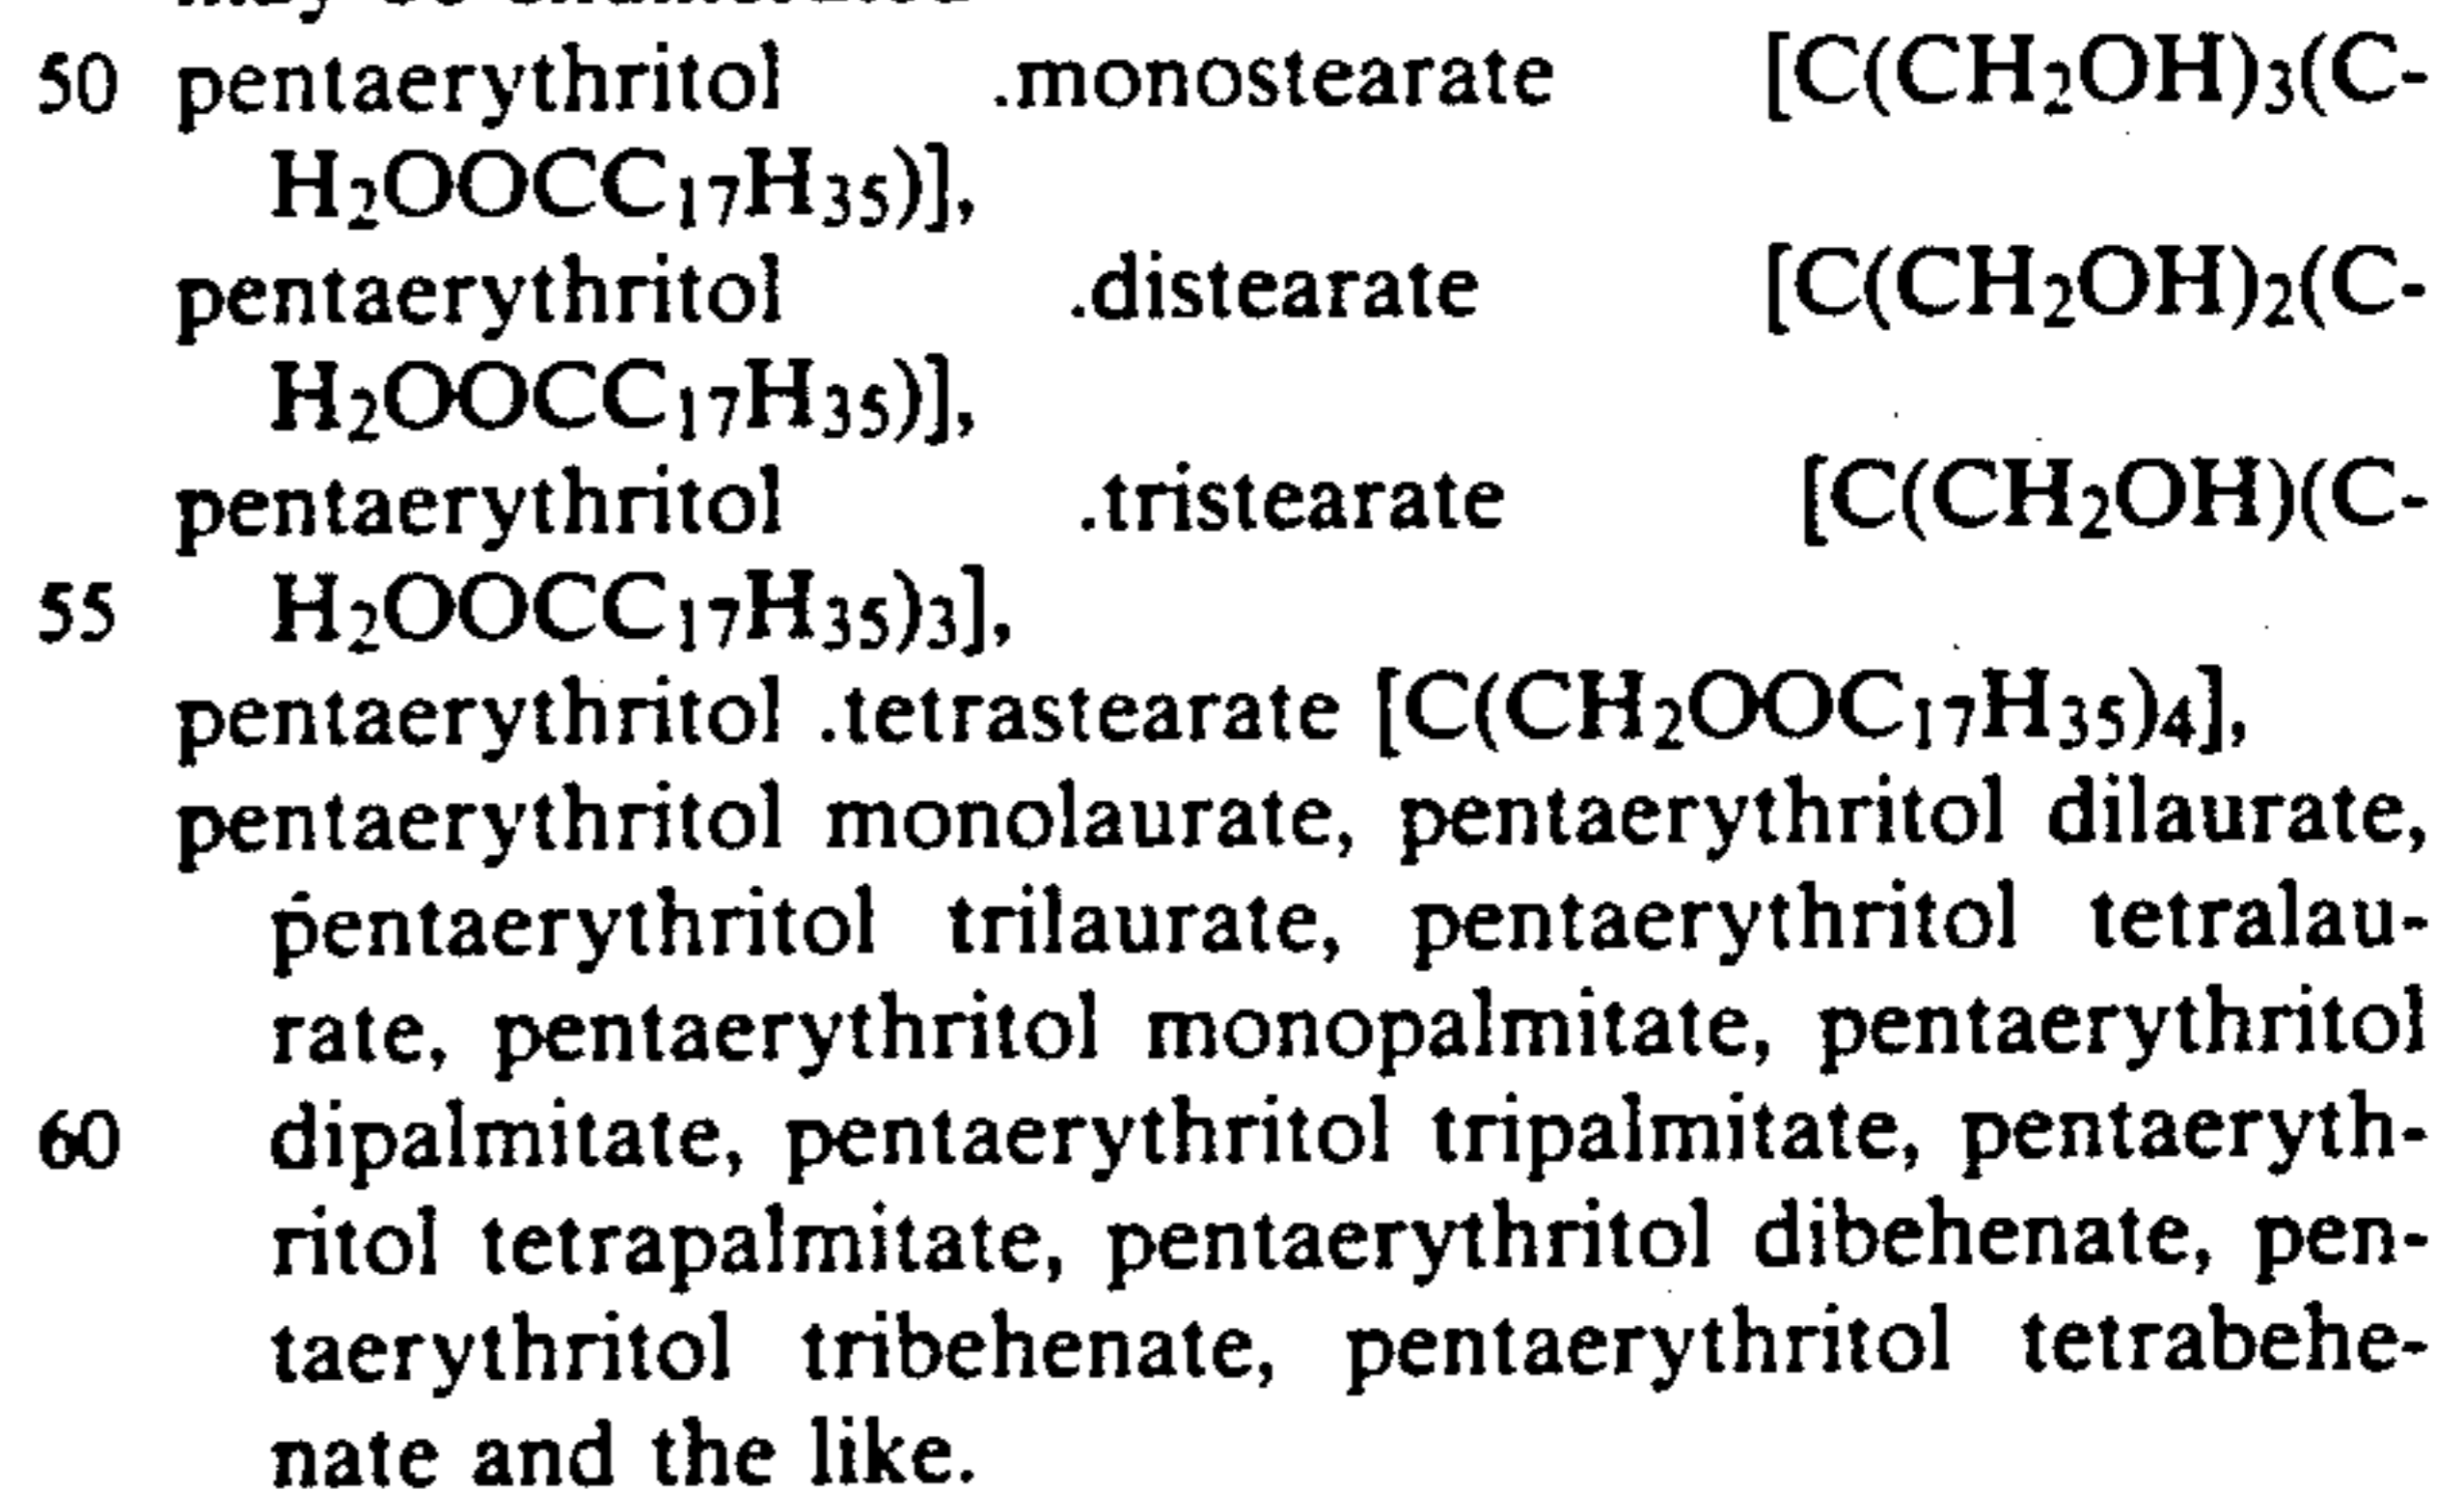 50 pentaerythritol .monostearate [C(CH₂OH)₃(C-
H₂OOCC₁₇H₃₅)],
pentaerythritol .distearate [C(CH₂OH)₂(C-
H₂OOCC₁₇H₃₅)],
pentaerythritol .tristearate [C(CH₂OH)(C-
55 H₂OOCC₁₇H₃₅)₃],
pentaerythritol .tetrastearate [C(CH₂OOC₁₇H₃₅)₄],
pentaerythritol monolaurate, pentaerythritol dilaurate,
pentaerythritol trilaurate, pentaerythritol tetralau-
rate, pentaerythritol monopalmitate, pentaerythritol
60 dipalmitate, pentaerythritol tripalmitate, pentaeryth-
ritol tetrapalmitate, pentaerythritol dibehenate, pen-
taerythritol tribehenate, pentaerythritol tetrabehe-
nate and the like.